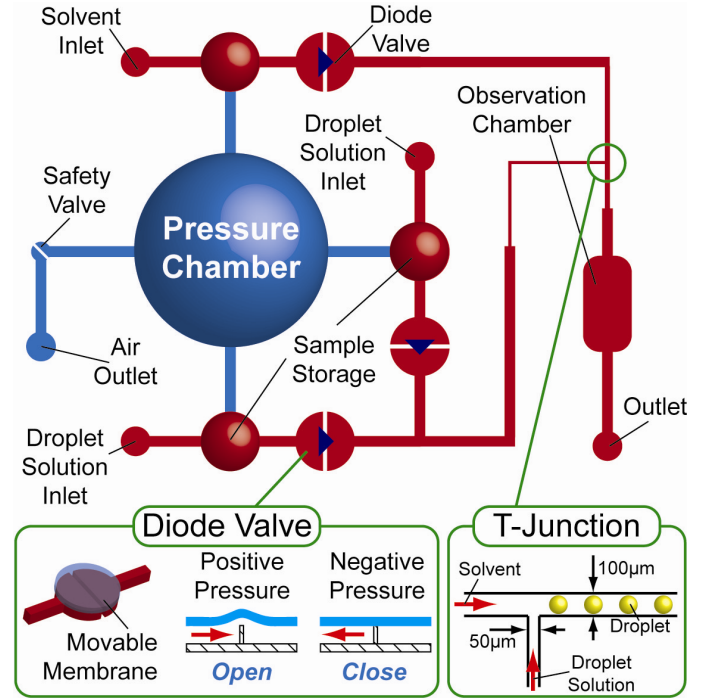 Solvent
Inlet
Diode
Valve
Observation
Chamber
Droplet
Solution
Inlet
Safety
Valve
Pressure
Chamber
Air
Outlet
Sample
Storage
Outlet
Droplet
Solution
Inlet
Diode Valve
Movable
Membrane
Positive
Pressure
Open
Negative
Pressure
Close
T-Junction
Solvent
100µm
Droplet
50µm
Droplet
Solution